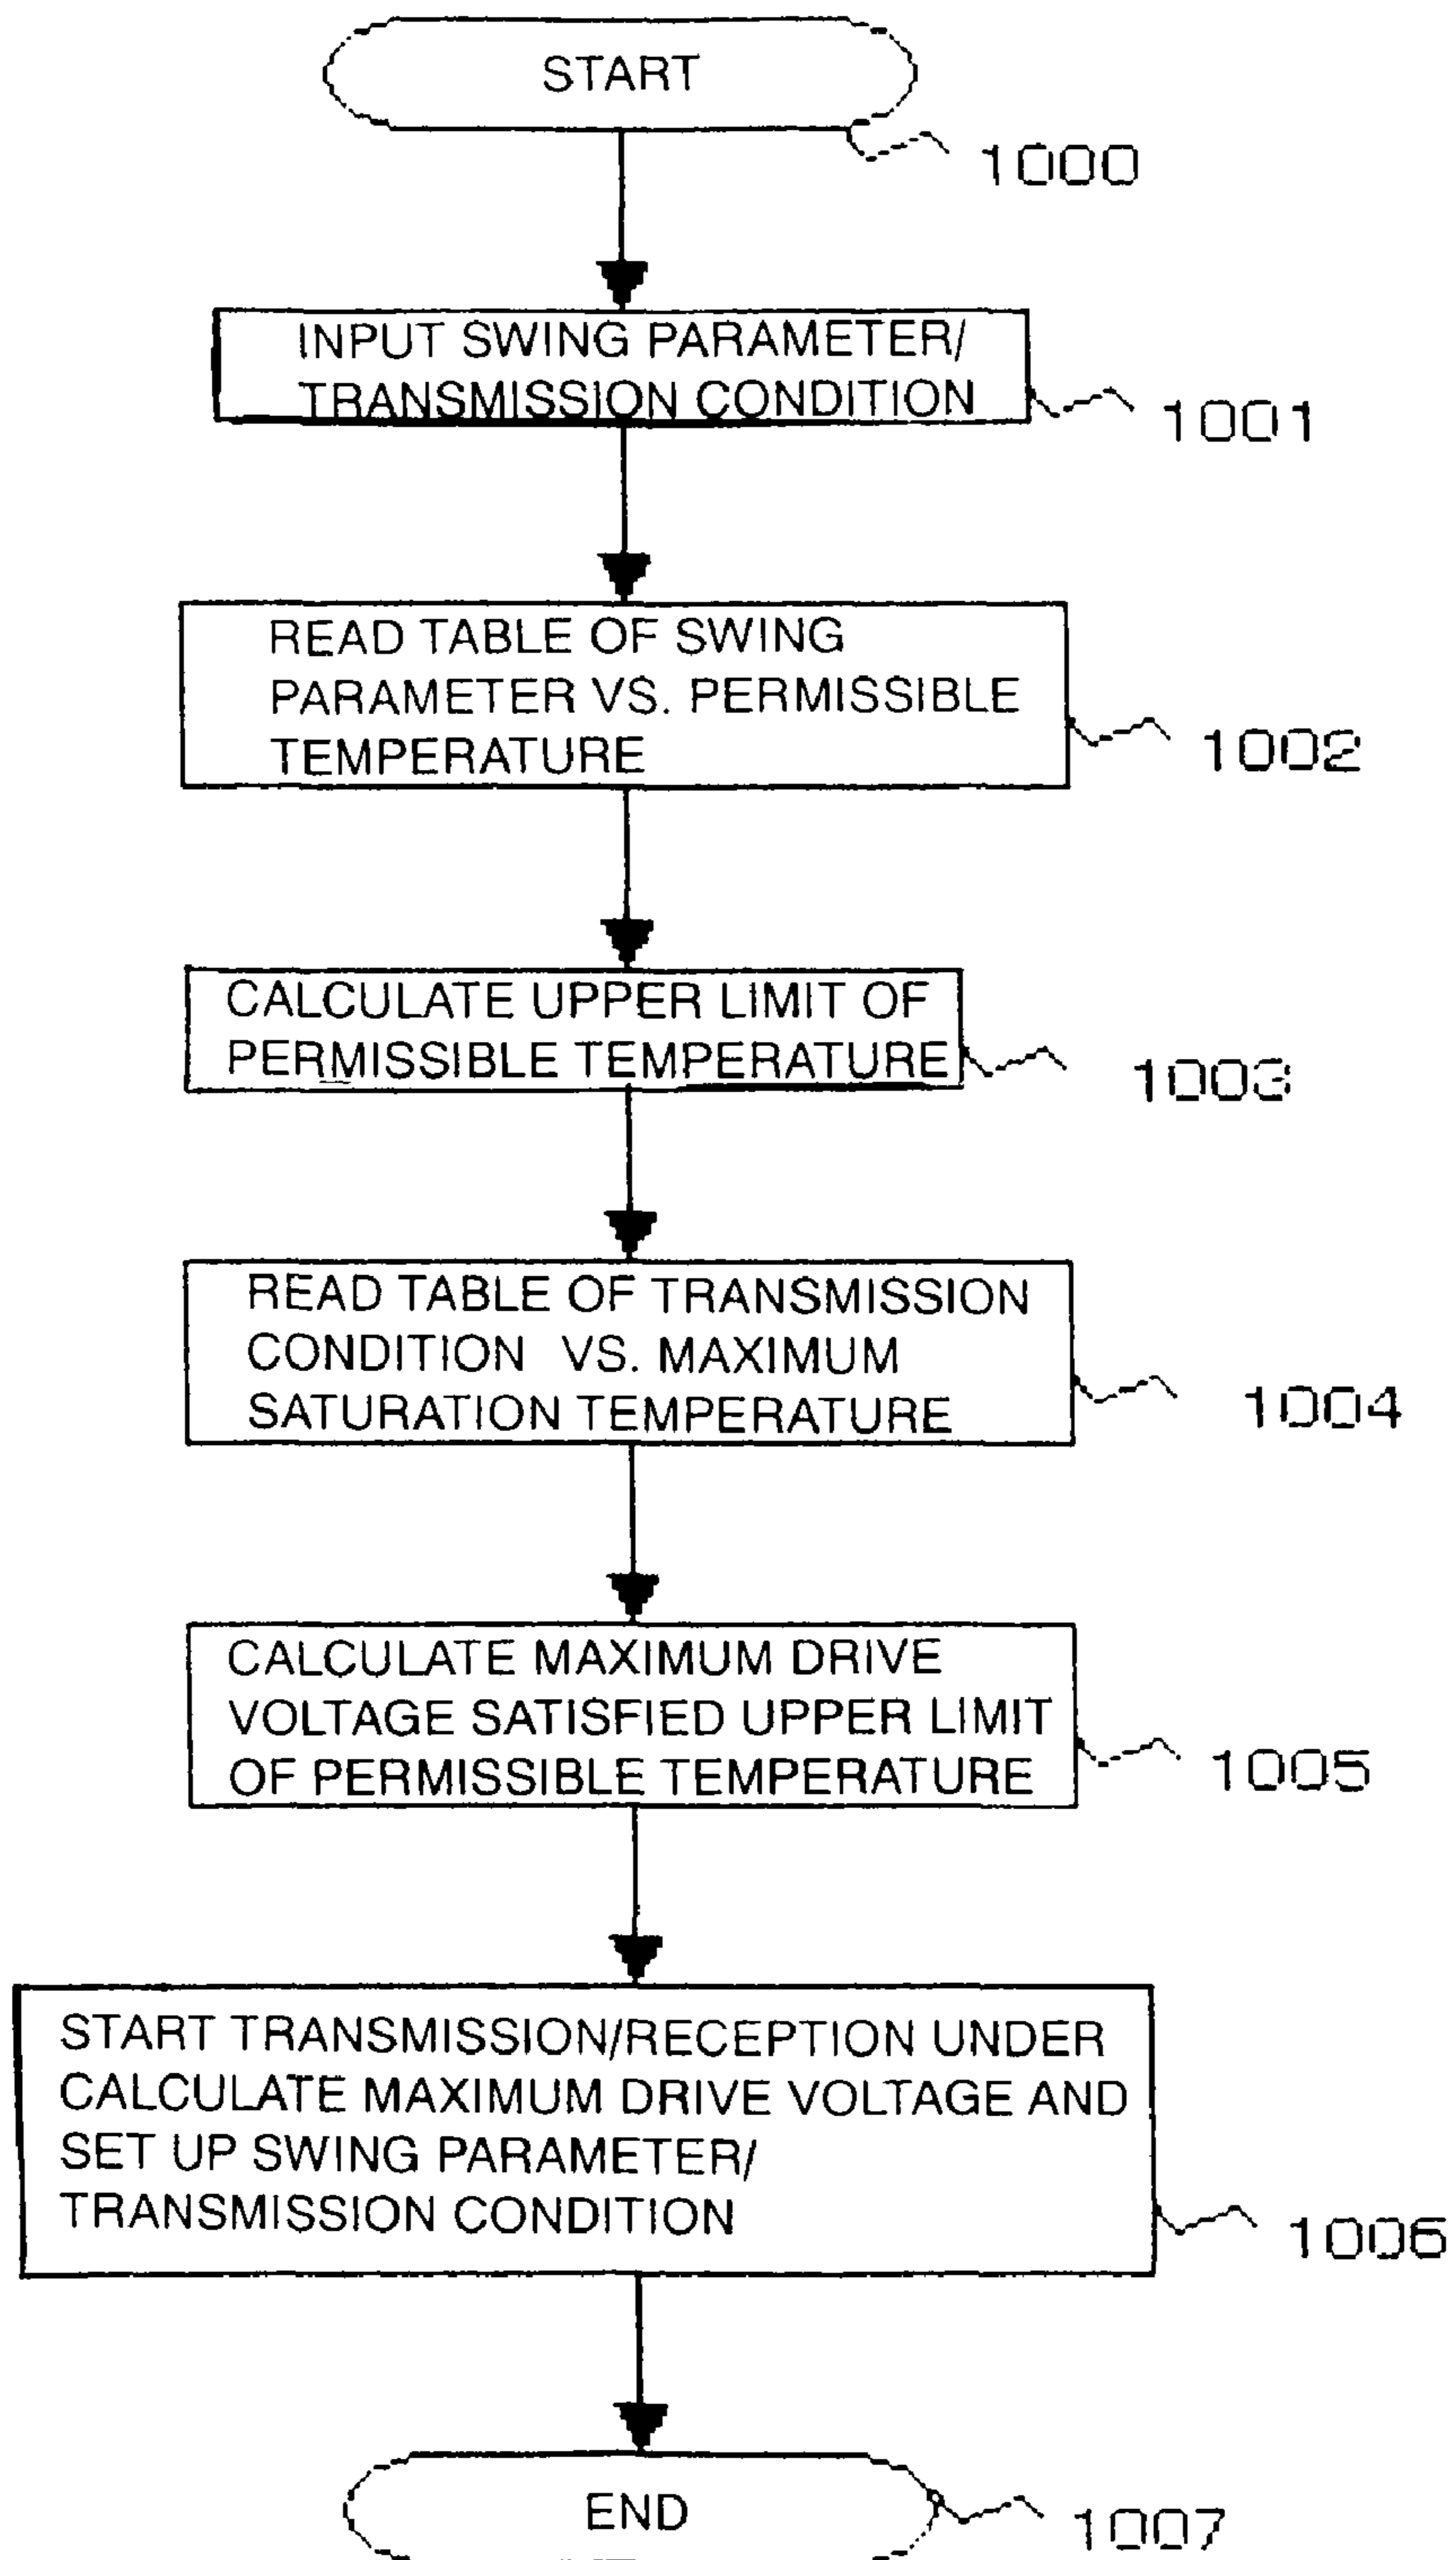 START
1000
INPUT SWING PARAMETER/
TRANSMISSION CONDITION
1001
READ TABLE OF SWING
PARAMETER VS. PERMISSIBLE
TEMPERATURE
1002
CALCULATE UPPER LIMIT OF
PERMISSIBLE TEMPERATURE
1003
READ TABLE OF TRANSMISSION
CONDITION VS. MAXIMUM
SATURATION TEMPERATURE
1004
CALCULATE MAXIMUM DRIVE
VOLTAGE SATISFIED UPPER LIMIT
OF PERMISSIBLE TEMPERATURE
1005
START TRANSMISSION/RECEPTION UNDER
CALCULATE MAXIMUM DRIVE VOLTAGE AND
SET UP SWING PARAMETER/
TRANSMISSION CONDITION
1006
END
1007